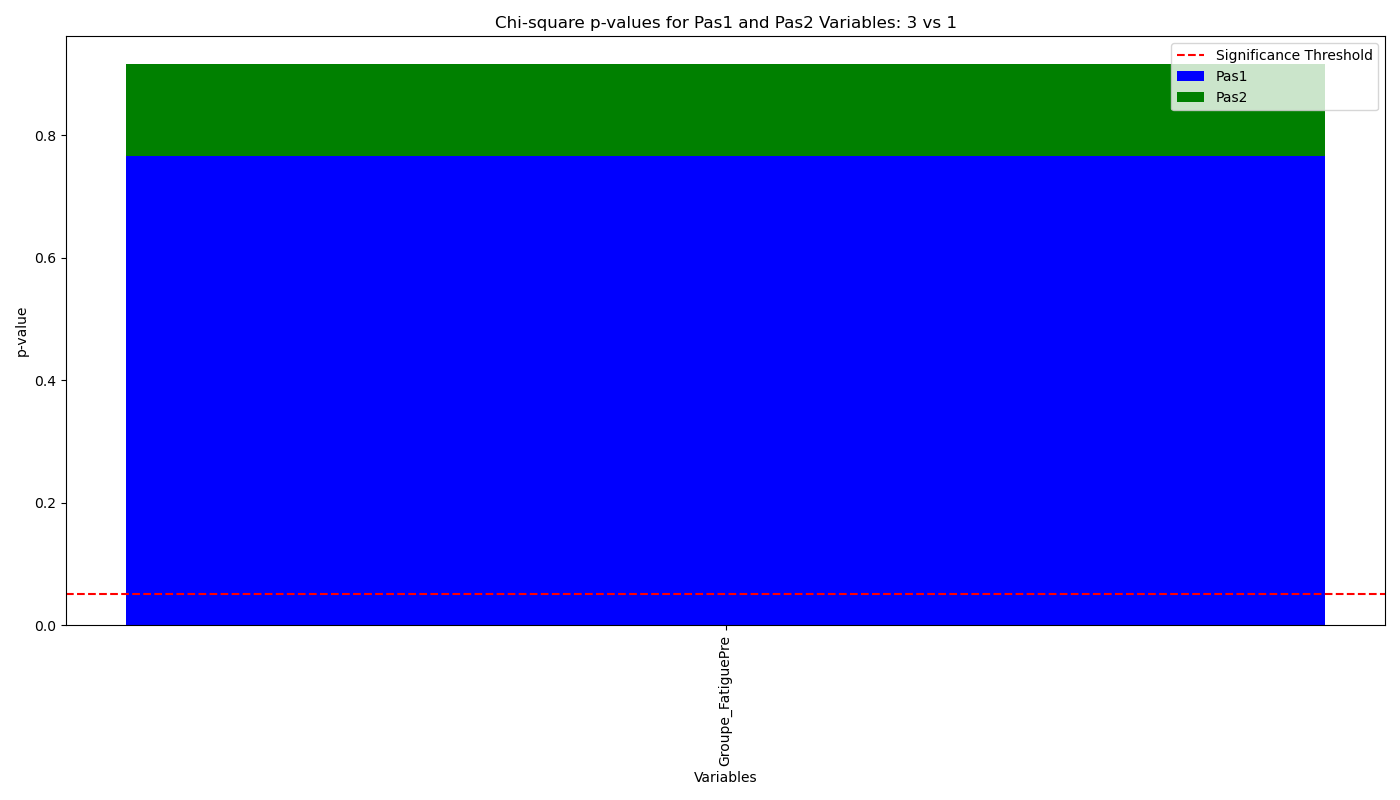 Chi-square p-values for Pas1 and Pas2 Variables: 3 vs 1
Significance Threshold
Pas1
Pas2
p-value
0.8
0.6
0.4
0.2
0.0
Groupe_FatiguePre
Variables